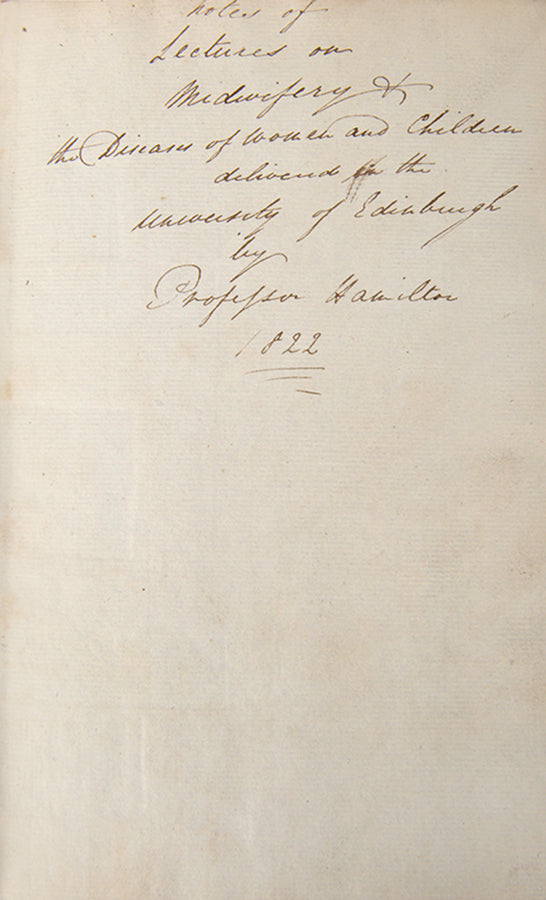 notes of
Lectures on
Midwifery &
the Diseases of Women and Children
delivered in the
University of Edinburgh
by
Professor Hamilton
1822